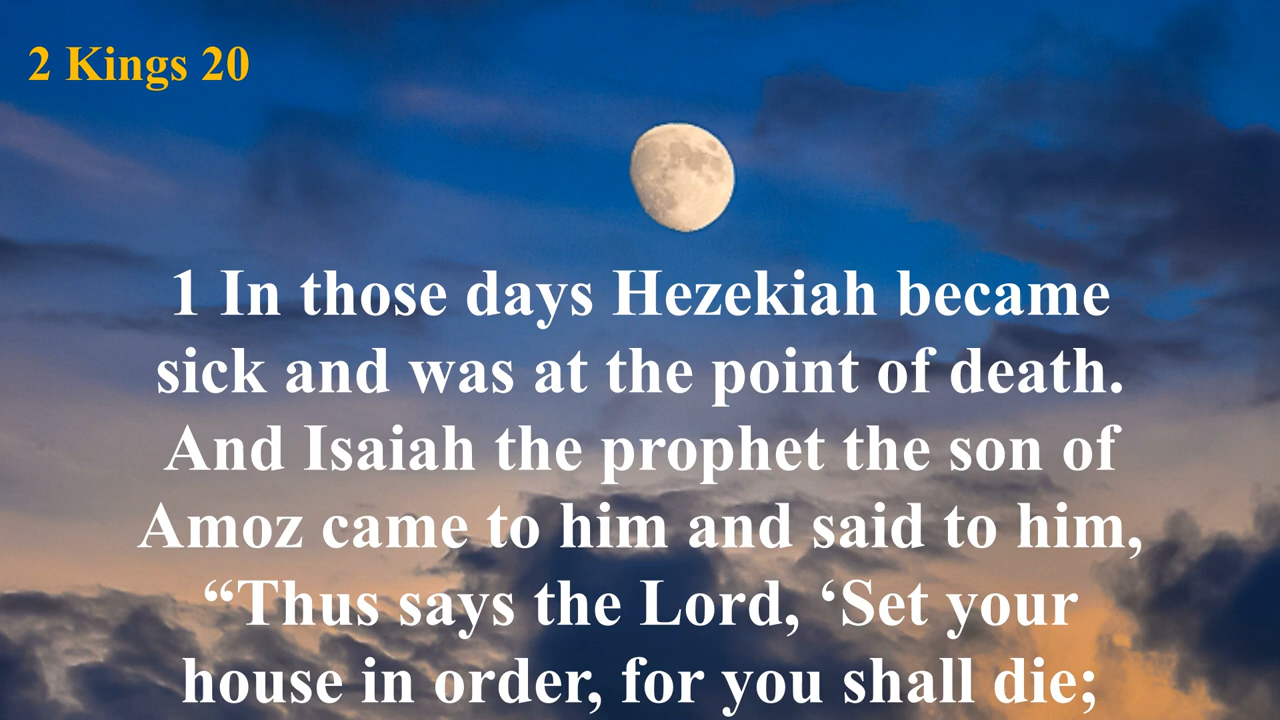 2 Kings 20
1 In those days Hezekiah became
sick and was at the point of death.
And Isaiah the prophet the son of
Amoz came to him and said to him,
“Thus says the Lord, ‘Set your
house in order, for you shall die;